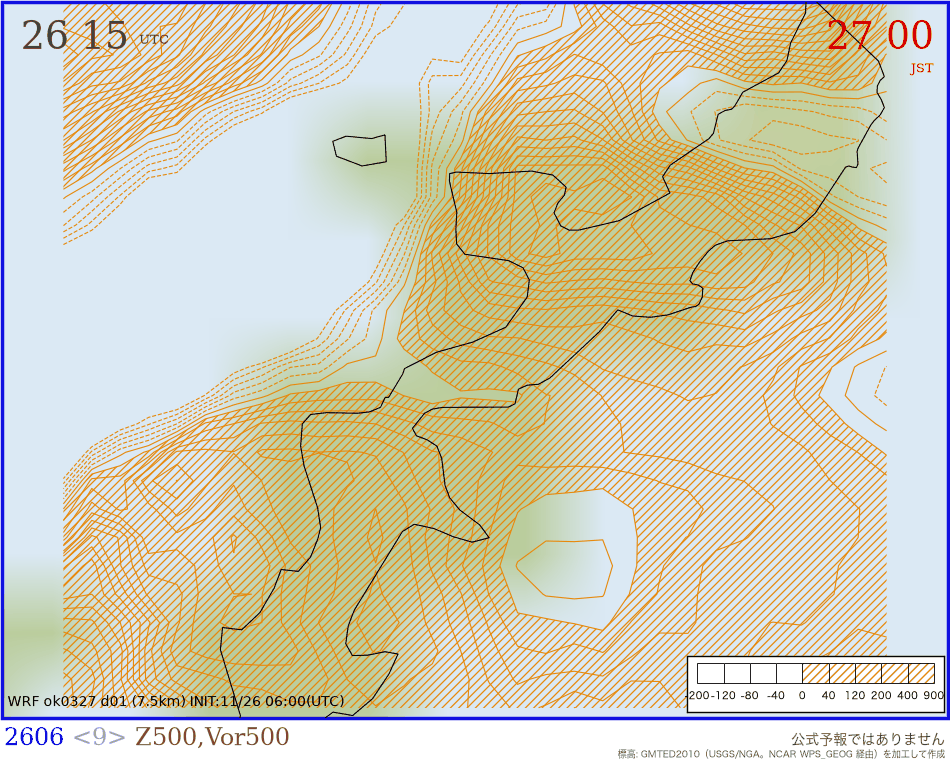 26 15 UTC
27 00
JST
-200 -120 -80 -40 0 40 120 200 400 900
WRF ok0327 d01 (7.5km) INIT:11/26 06:00(UTC)
2606 <9> Z500,Vor500
公式予報ではありません
標高: GMTED2010（USGS/NGA。NCAR WPS_GEOG 経由）を加工して作成